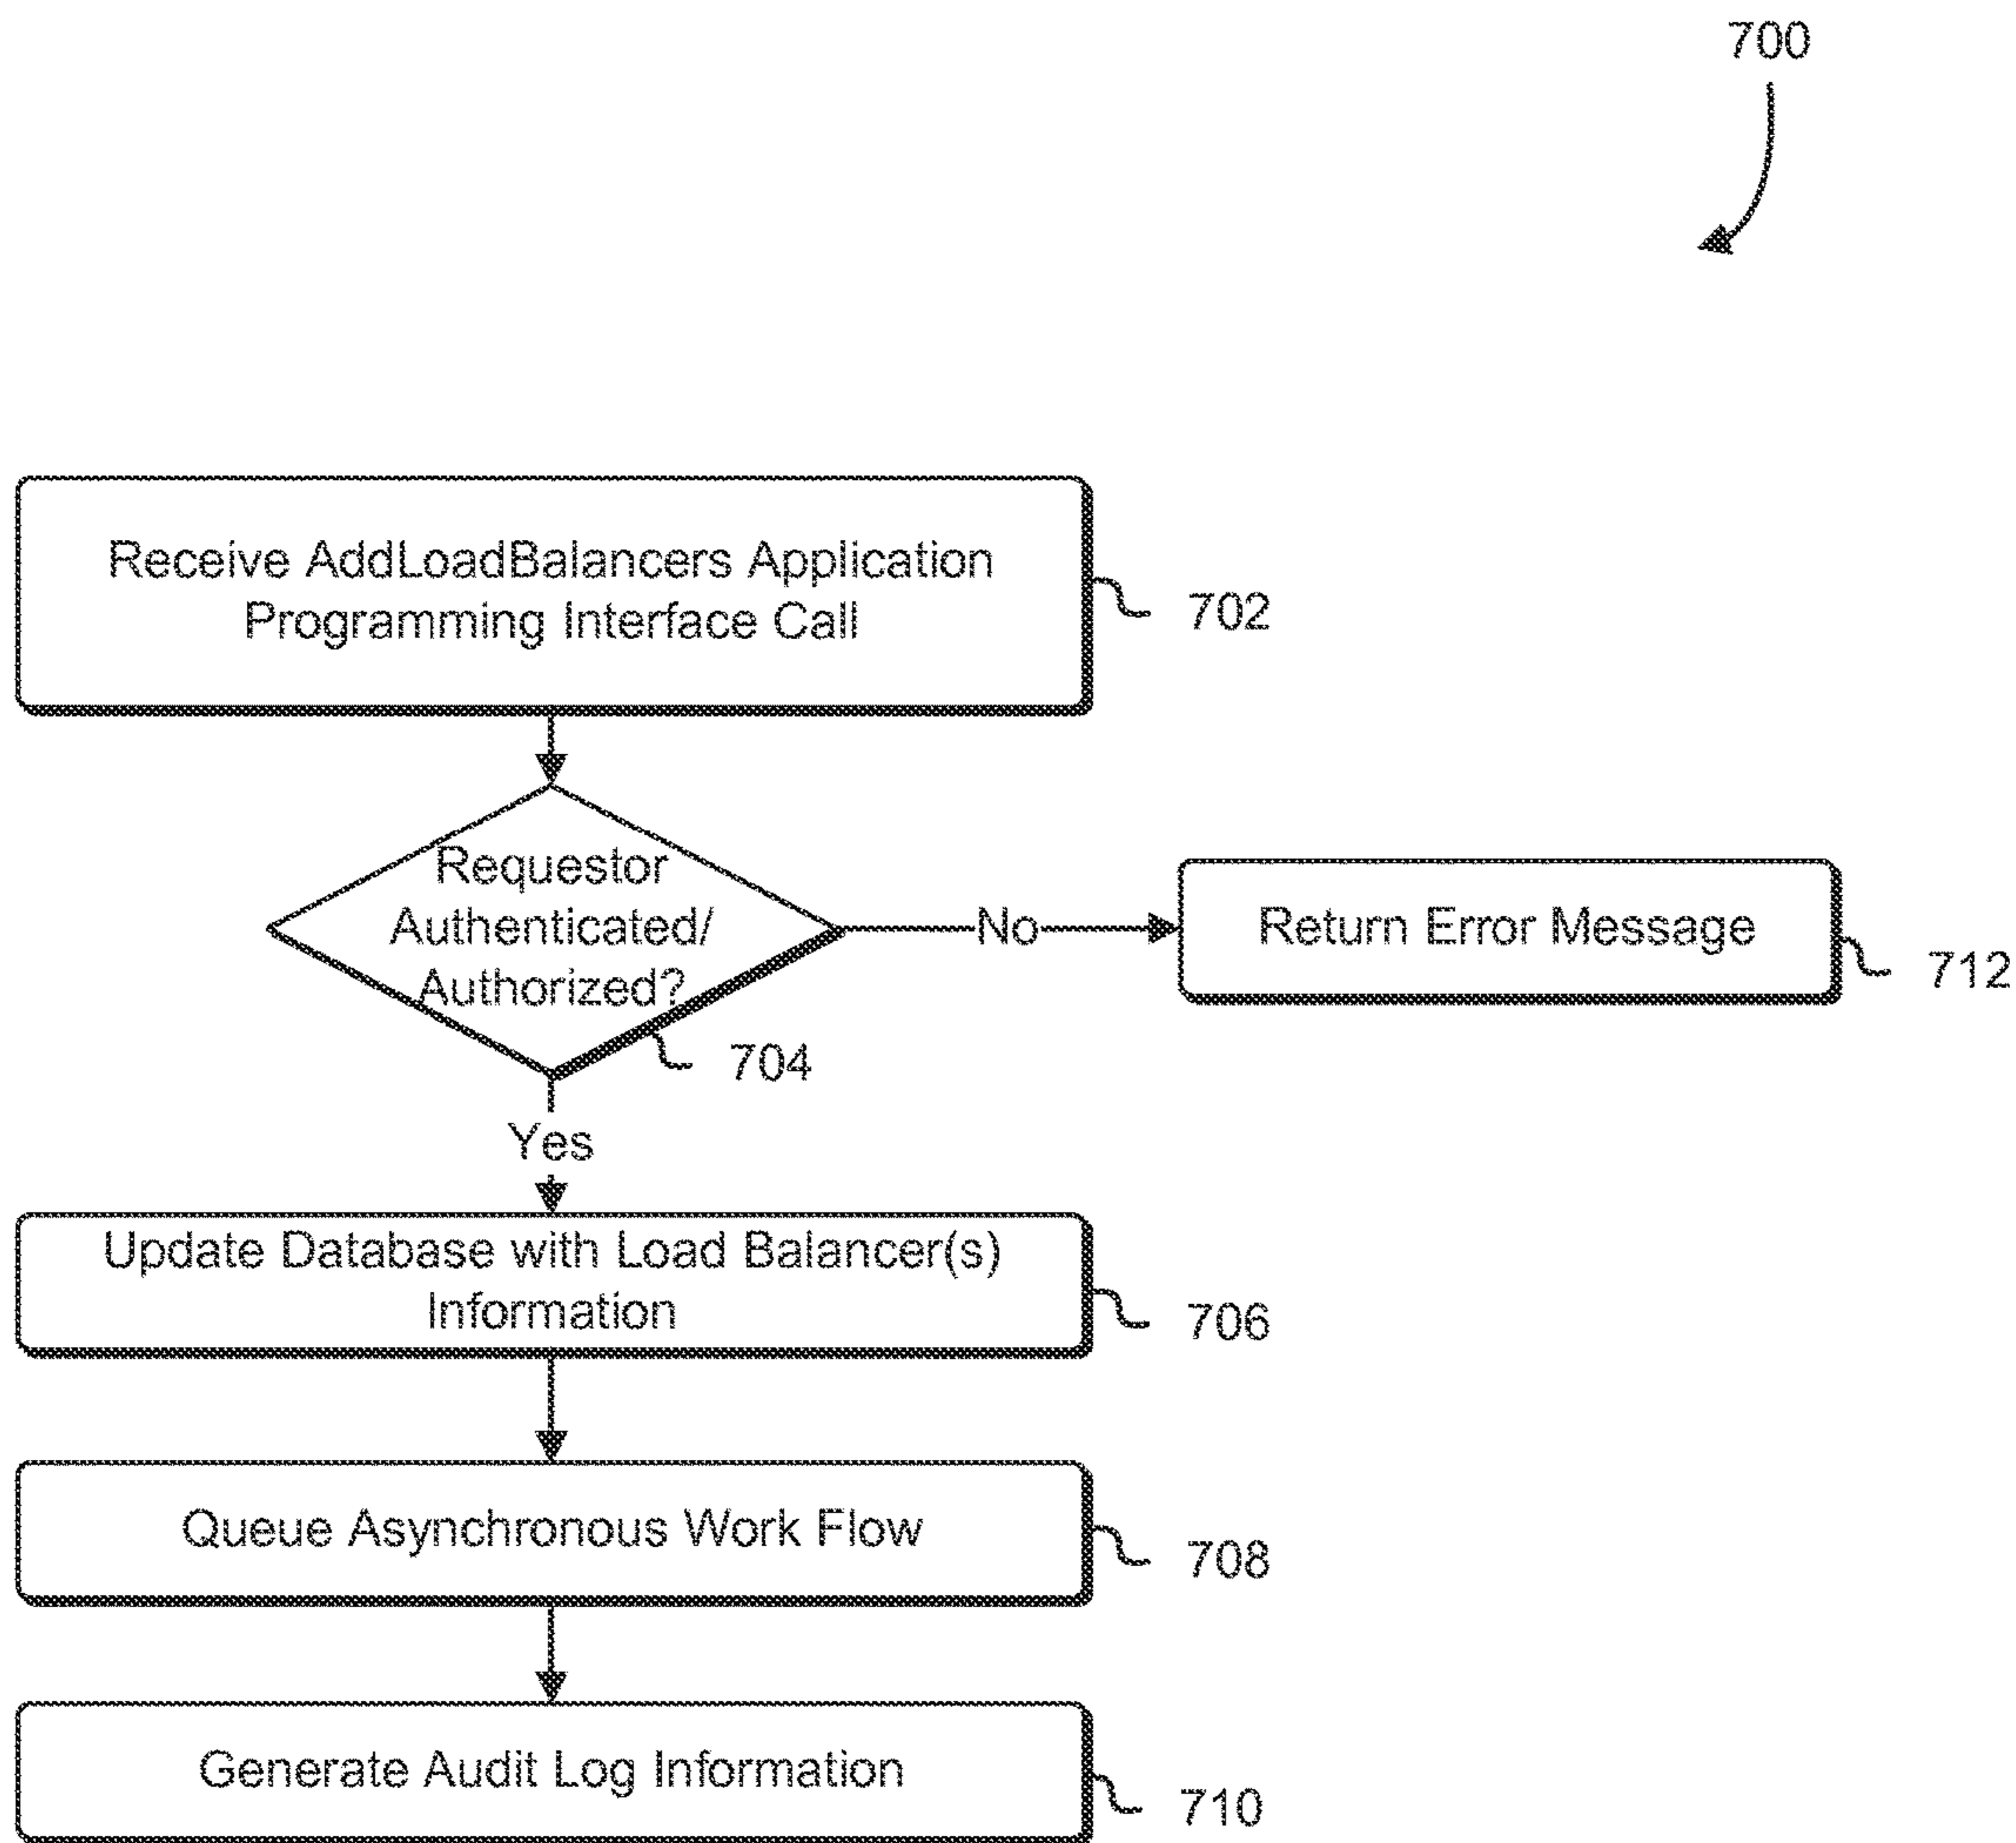 700
Receive AddLoadBalancers Application
Programming Interface Call
702
Requestor
Authenticated/
Authorized?
704
No
Return Error Message
712
Yes
Update Database with Load Balancer(s)
Information
706
Queue Asynchronous Work Flow
708
Generate Audit Log Information
710